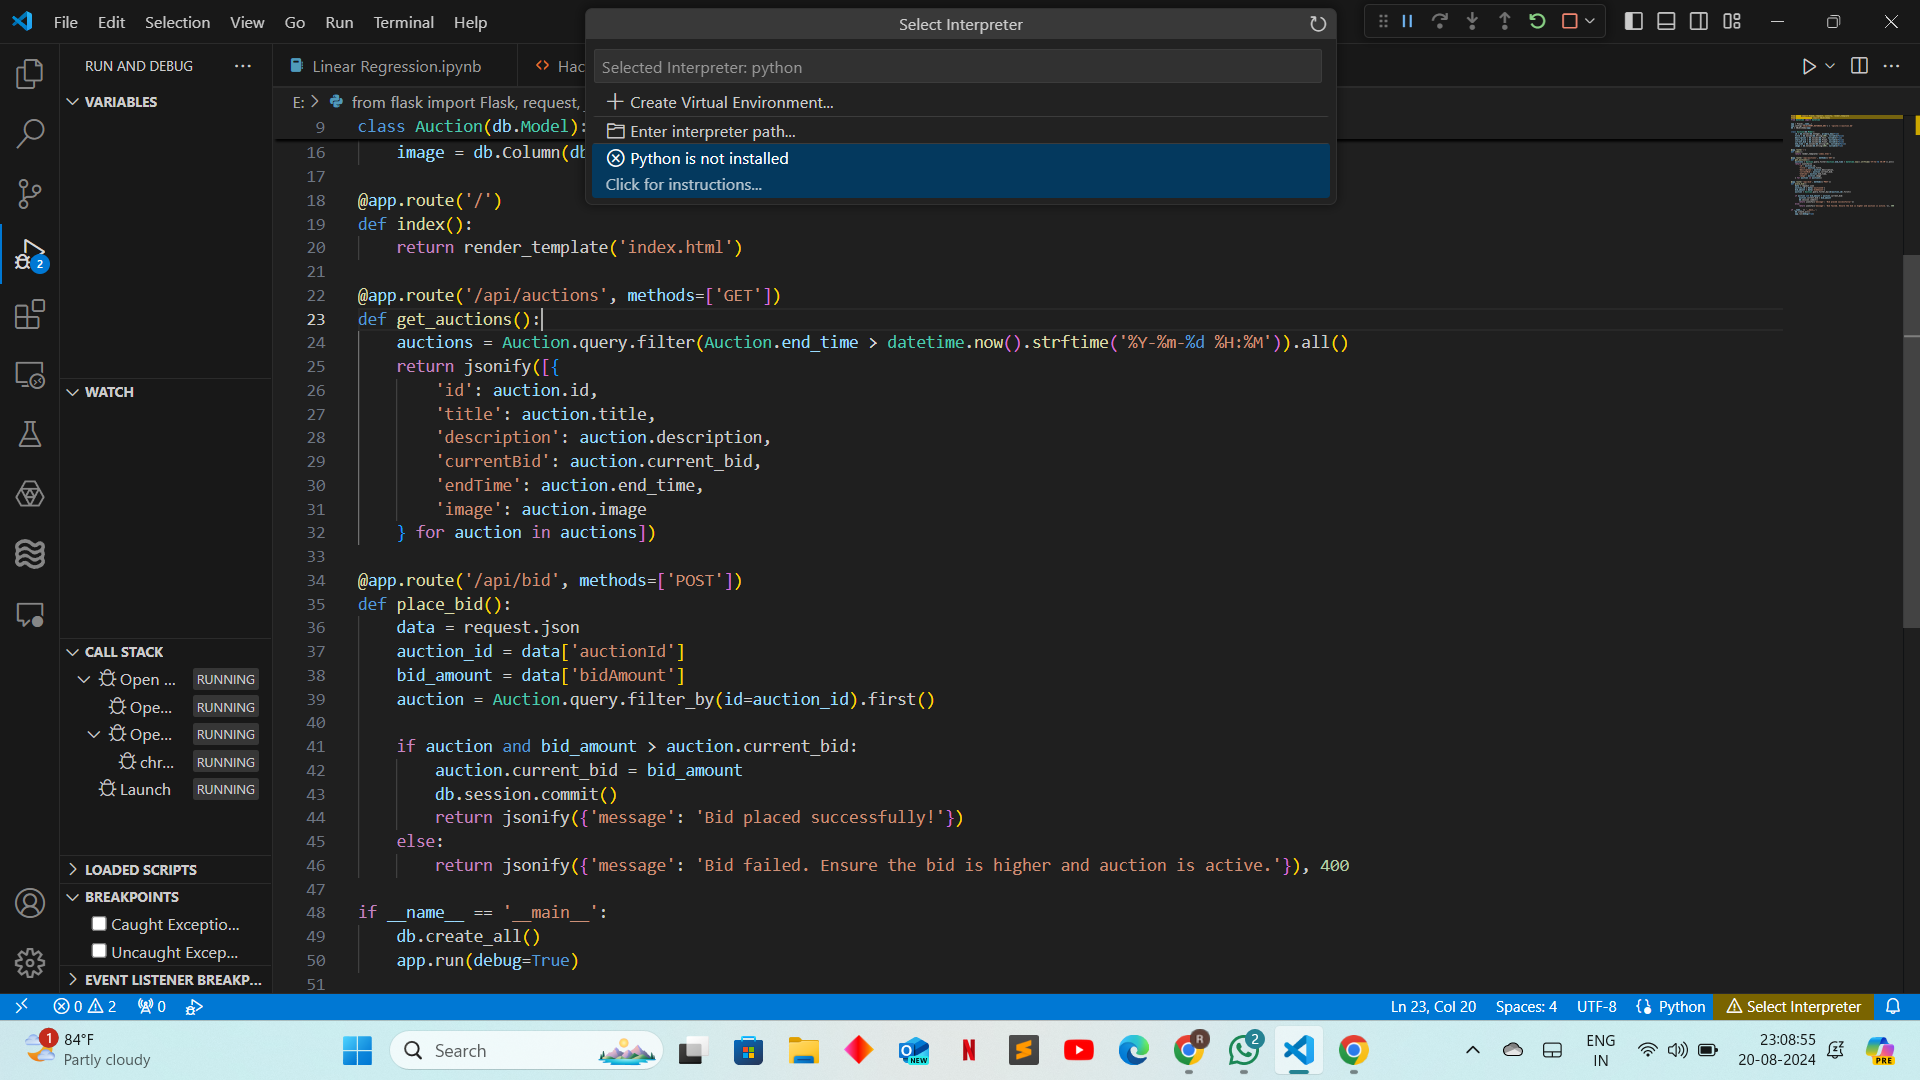 File Edit Selection View Go Run Terminal Help
Select Interpreter
Selected Interpreter: python
Create Virtual Environment...
Enter interpreter path...
Python is not installed
Click for instructions...
RUN AND DEBUG
VARIABLES
WATCH
CALL STACK
Open ... RUNNING
Ope... RUNNING
Ope... RUNNING
chr... RUNNING
Launch RUNNING
LOADED SCRIPTS
BREAKPOINTS
Caught Exceptio...
Uncaught Excep...
EVENT LISTENER BREAKP...
2
Linear Regression.ipynb
Hac
E: > from flask import Flask, request,
9 class Auction(db.Model):
16 image = db.Column(db
17
18 @app.route('/')
19 def index():
20 return render_template('index.html')
21
22 @app.route('/api/auctions', methods=['GET'])
23 def get_auctions():
24 auctions = Auction.query.filter(Auction.end_time > datetime.now().strftime('%Y-%m-%d %H:%M')).all()
25 return jsonify([{
26 'id': auction.id,
27 'title': auction.title,
28 'description': auction.description,
29 'currentBid': auction.current_bid,
30 'endTime': auction.end_time,
31 'image': auction.image
32 } for auction in auctions])
33
34 @app.route('/api/bid', methods=['POST'])
35 def place_bid():
36 data = request.json
37 auction_id = data['auctionId']
38 bid_amount = data['bidAmount']
39 auction = Auction.query.filter_by(id=auction_id).first()
40
41 if auction and bid_amount > auction.current_bid:
42 auction.current_bid = bid_amount
43 db.session.commit()
44 return jsonify({'message': 'Bid placed successfully!'})
45 else:
46 return jsonify({'message': 'Bid failed. Ensure the bid is higher and auction is active.'}), 400
47
48 if __name__ == '__main__':
49 db.create_all()
50 app.run(debug=True)
51
0 2 0
Ln 23, Col 20 Spaces: 4 UTF-8 Python Select Interpreter
1
84°F
Partly cloudy
Search
NEW
N
R
2
ENG
IN
23:08:55
20-08-2024
PRE